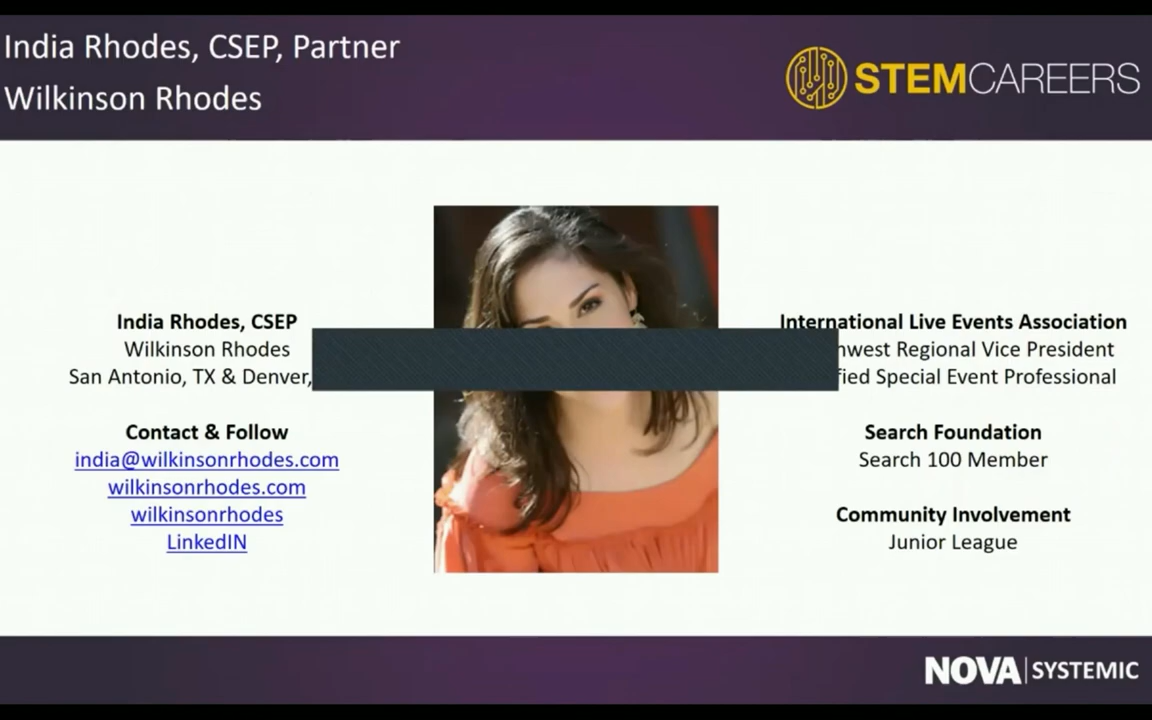 India Rhodes, CSEP, Partner
Wilkinson Rhodes
STEMCAREERS
India Rhodes, CSEP
Wilkinson Rhodes
San Antonio, TX & Denver,
Contact & Follow
india@wilkinsonrhodes.com
wilkinsonrhodes.com
wilkinsonrhodes
LinkedIN
International Live Events Association
Regional Vice President
Special Event Professional
Search Foundation
Search 100 Member
Community Involvement
Junior League
NOVA|SYSTEMIC